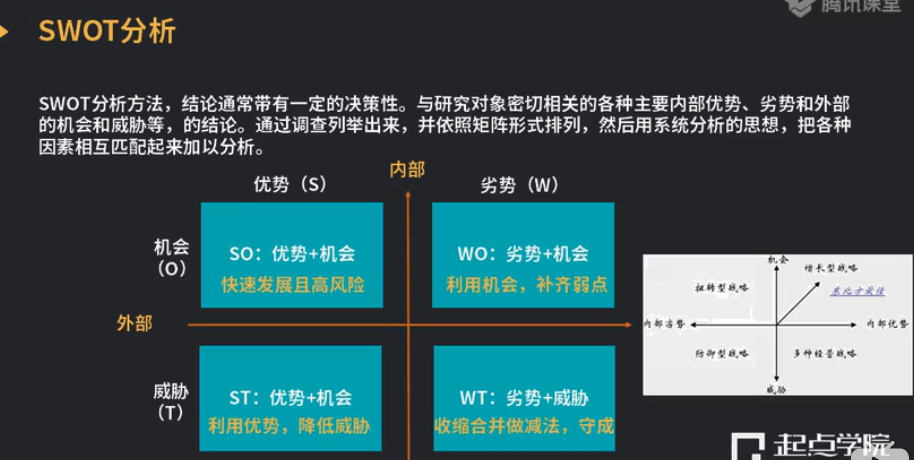 腾讯课堂
SWOT分析
SWOT分析方法，结论通常带有一定的决策性。与研究对象密切相关的各种主要内部优势、劣势和外部
的机会和威胁等，的结论。通过调查列举出来，并依照矩阵形式排列，然后用系统分析的思想，把各种
因素相互匹配起来加以分析。
内部
优势（S）
劣势（W）
机会
（O）
SO：优势+机会
快速发展且高风险
WO：劣势+机会
利用机会，补齐弱点
外部
威胁
（T）
ST：优势+机会
利用优势，降低威胁
WT：劣势+威胁
收缩合并做减法，守成
机会
增长型战略
扭转型战略
东北方最佳
内部劣势
内部优势
防御型战略
多种经营战略
威胁
起点学院